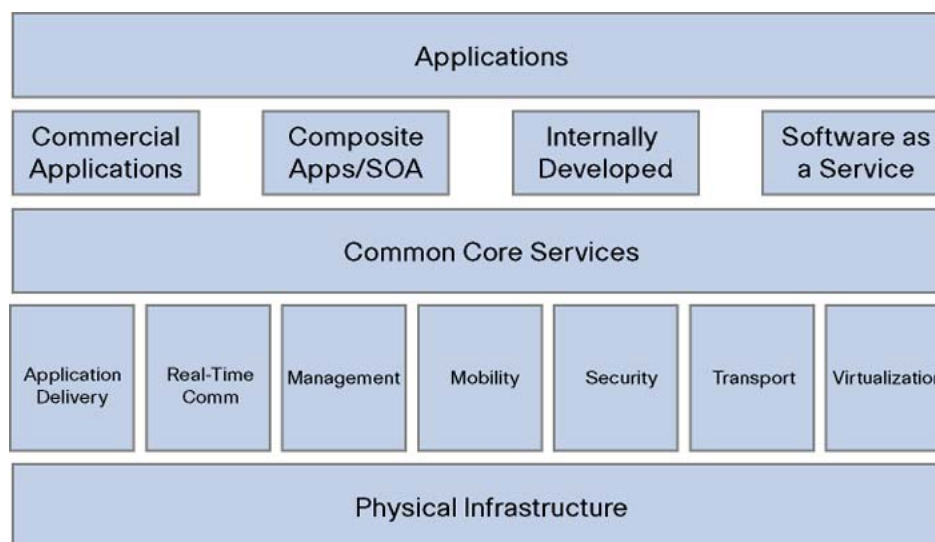 Applications
Commercial
Applications
Composite
Apps/SOA
Internally
Developed
Software as
a Service
Common Core Services
Application
Delivery
Real-Time
Comm
Management
Mobility
Security
Transport
Virtualization
Physical Infrastructure